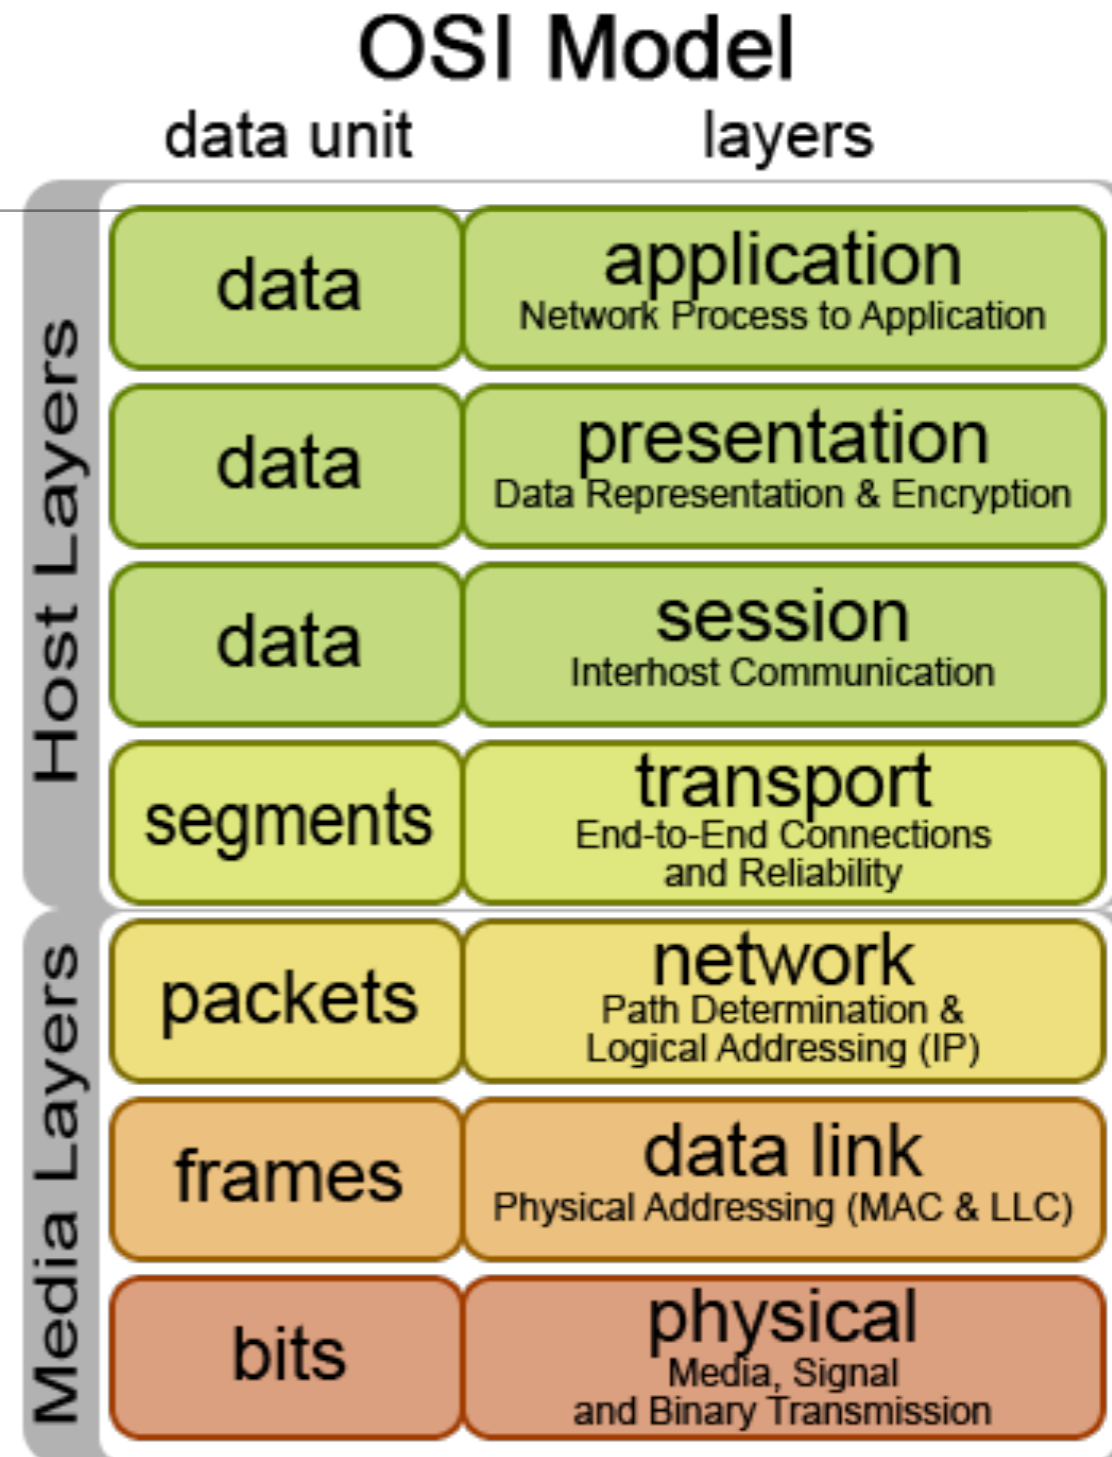 OSI Model
data unit
layers
Host Layers
data
application
Network Process to Application
data
presentation
Data Representation & Encryption
data
session
Interhost Communication
segments
transport
End-to-End Connections
and Reliability
Media Layers
packets
network
Path Determination &
Logical Addressing (IP)
frames
data link
Physical Addressing (MAC & LLC)
bits
physical
Media, Signal
and Binary Transmission